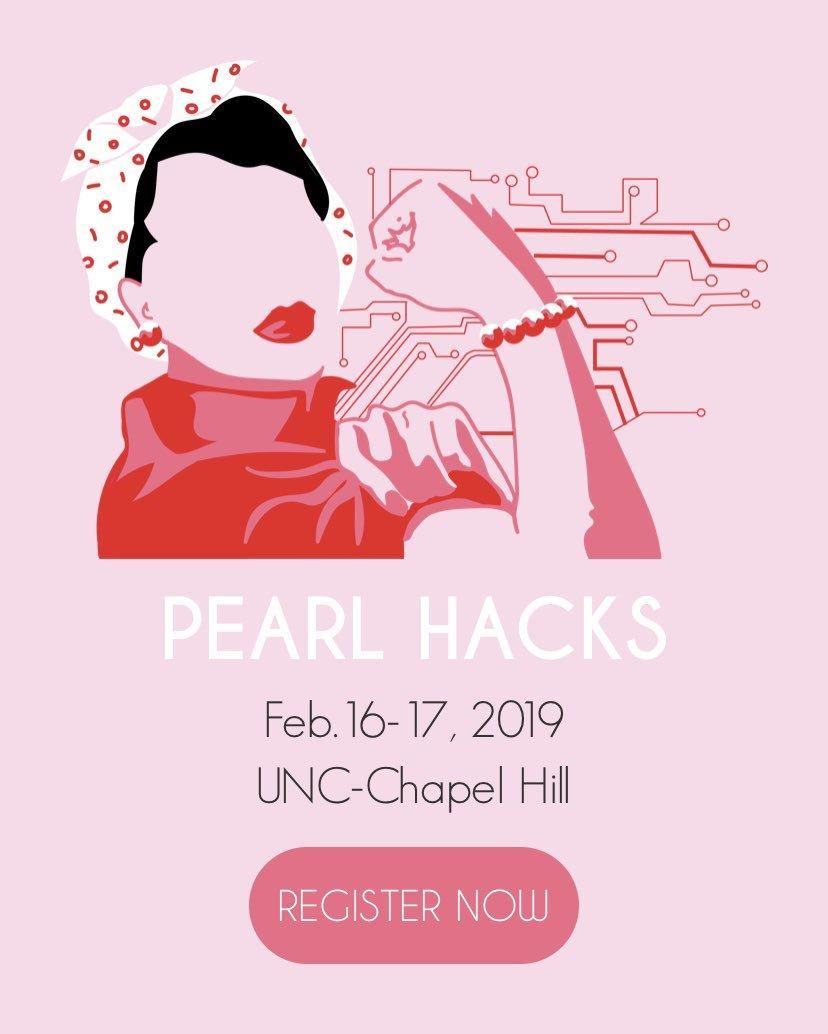 PEARL HACKS
Feb. 16-17, 2019
UNC-Chapel Hill
REGISTER NOW